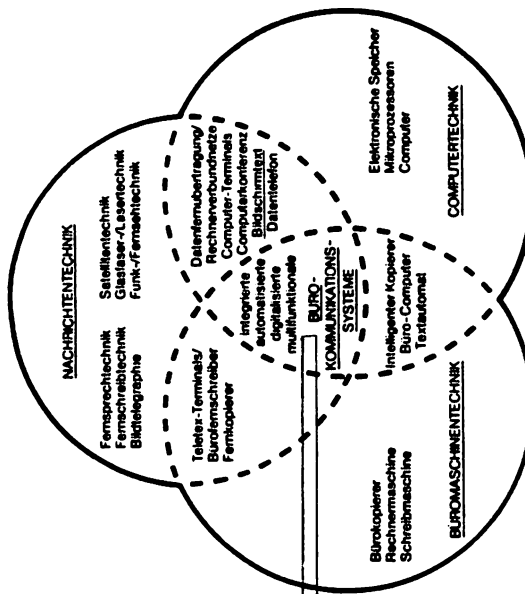 NACHRICHTENTECHNIK
Fernsprechtechnik
Fernschreibtechnik
Bildtelegraphie
Satellitentechnik
Glasfaser-/Lasertechnik
Funk-/Fernsehtechnik
Teletex-Terminals/
Bürofernschreiber
Fernkopierer
Datenfernubertragung/
Rechnerverbundnetze
Computer-Terminals
Computerkonferenz/
Bildschirmtext
Datentelefon
Integrierte
automatisierte
digitalisierte
multifunktionale
BÜRO-
KOMMUNIKATIONS-
SYSTEME
Bürokopierer
Rechnermaschine
Schreibmaschine
BÜROMASCHINENTECHNIK
Intelligenter Kopierer
Büro-Computer
Textautomat
Elektronische Speicher
Mikroprozessoren
Computer
COMPUTERTECHNIK